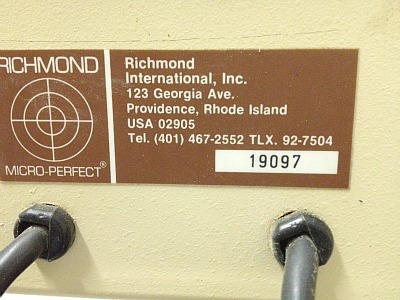 RICHMOND
MICRO-PERFECT®
Richmond
International, Inc.
123 Georgia Ave.
Providence, Rhode Island
USA 02905
Tel. (401) 467-2552 TLX. 92-7504
19097